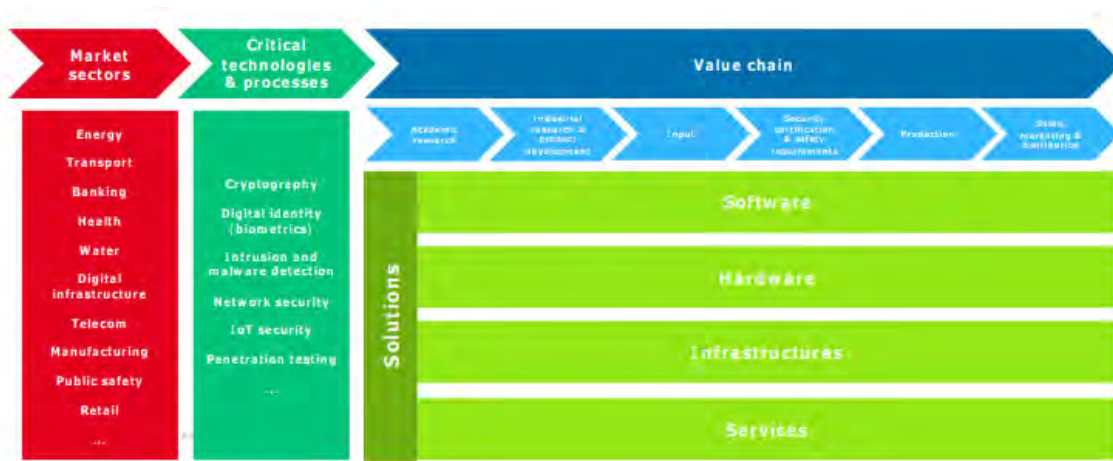 Market
sectors
Critical
technologies
& processes
Value chain
Energy
Transport
Banking
Health
Water
Digital
infrastructure
Telecom
Manufacturing
Public safety
Retail
...
Cryptography
Digital identity
(biometrics)
Intrusion and
malware detection
Network security
IoT security
Penetration testing
...
Academic
research
Industrial
research &
product
development
Input
Security
certification
& safety
requirements
Production
Sales,
marketing &
distribution
Solutions
Software
Hardware
Infrastructures
Services